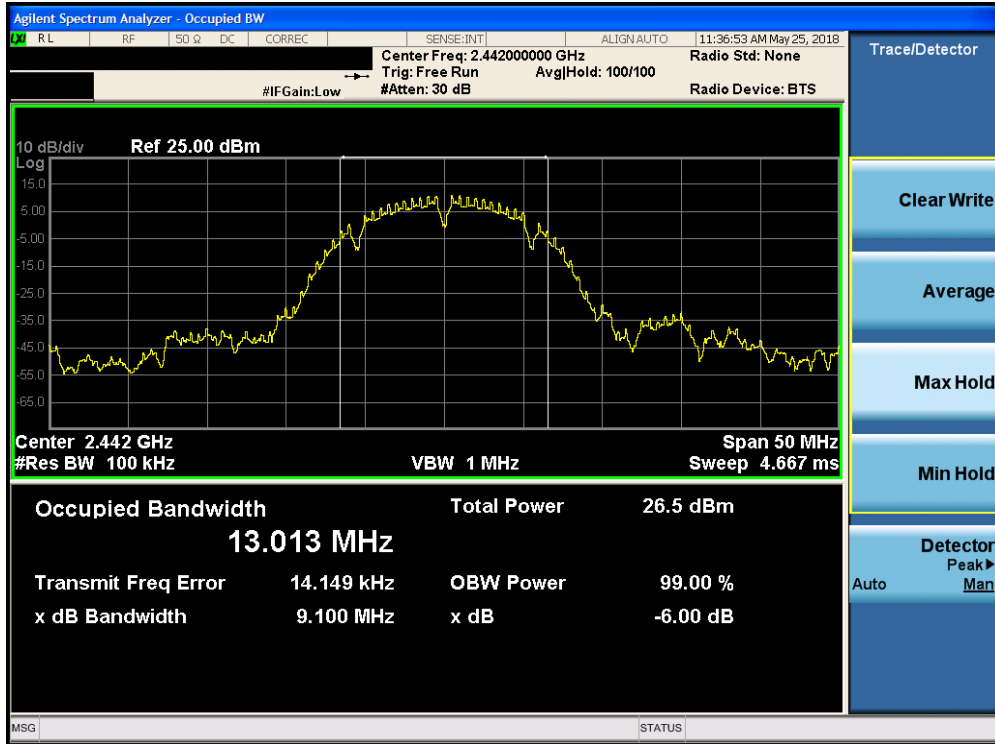 Agilent Spectrum Analyzer - Occupied BW
LXI RL RF 50 Ω DC CORREC SENSE:INT ALIGN AUTO 11:36:53 AM May 25, 2018
Center Freq: 2.442000000 GHz Radio Std: None
Trig: Free Run Avg|Hold: 100/100
#IFGain:Low #Atten: 30 dB Radio Device: BTS
10 dB/div Ref 25.00 dBm
Log
15.0
5.00
-5.00
-15.0
-25.0
-35.0
-45.0
-55.0
-65.0
Center 2.442 GHz Span 50 MHz
#Res BW 100 kHz VBW 1 MHz Sweep 4.667 ms
Occupied Bandwidth Total Power 26.5 dBm
13.013 MHz
Transmit Freq Error 14.149 kHz OBW Power 99.00 %
x dB Bandwidth 9.100 MHz x dB -6.00 dB
MSG STATUS
Trace/Detector
Clear Write
Average
Max Hold
Min Hold
Detector
Peak▶
Auto Man